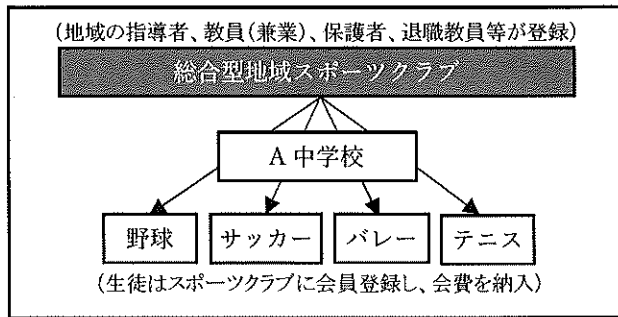 (地域の指導者、教員(兼業)、保護者、退職教員等が登録)
総合型地域スポーツクラブ
A 中学校
野球 サッカー バレー テニス
(生徒はスポーツクラブに会員登録し、会費を納入)